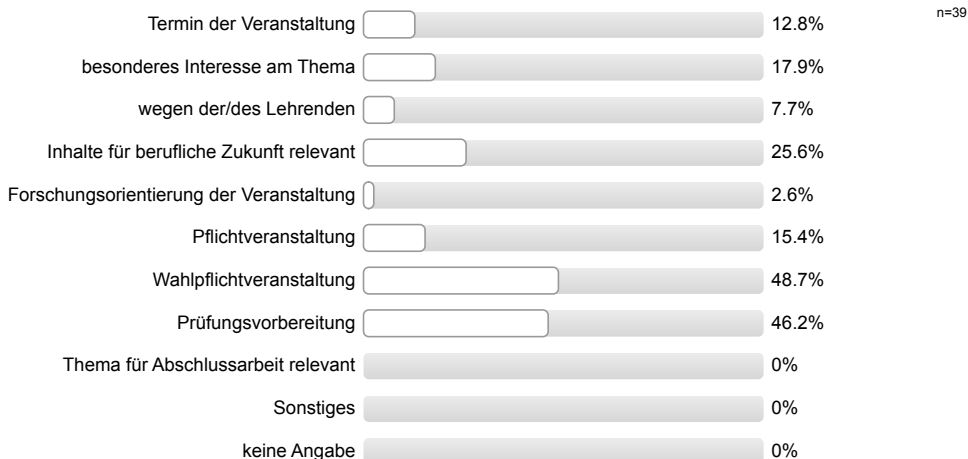 n=39
Termin der Veranstaltung 12.8%
besonderes Interesse am Thema 17.9%
wegen der/des Lehrenden 7.7%
Inhalte für berufliche Zukunft relevant 25.6%
Forschungsorientierung der Veranstaltung 2.6%
Pflichtveranstaltung 15.4%
Wahlpflichtveranstaltung 48.7%
Prüfungsvorbereitung 46.2%
Thema für Abschlussarbeit relevant 0%
Sonstiges 0%
keine Angabe 0%